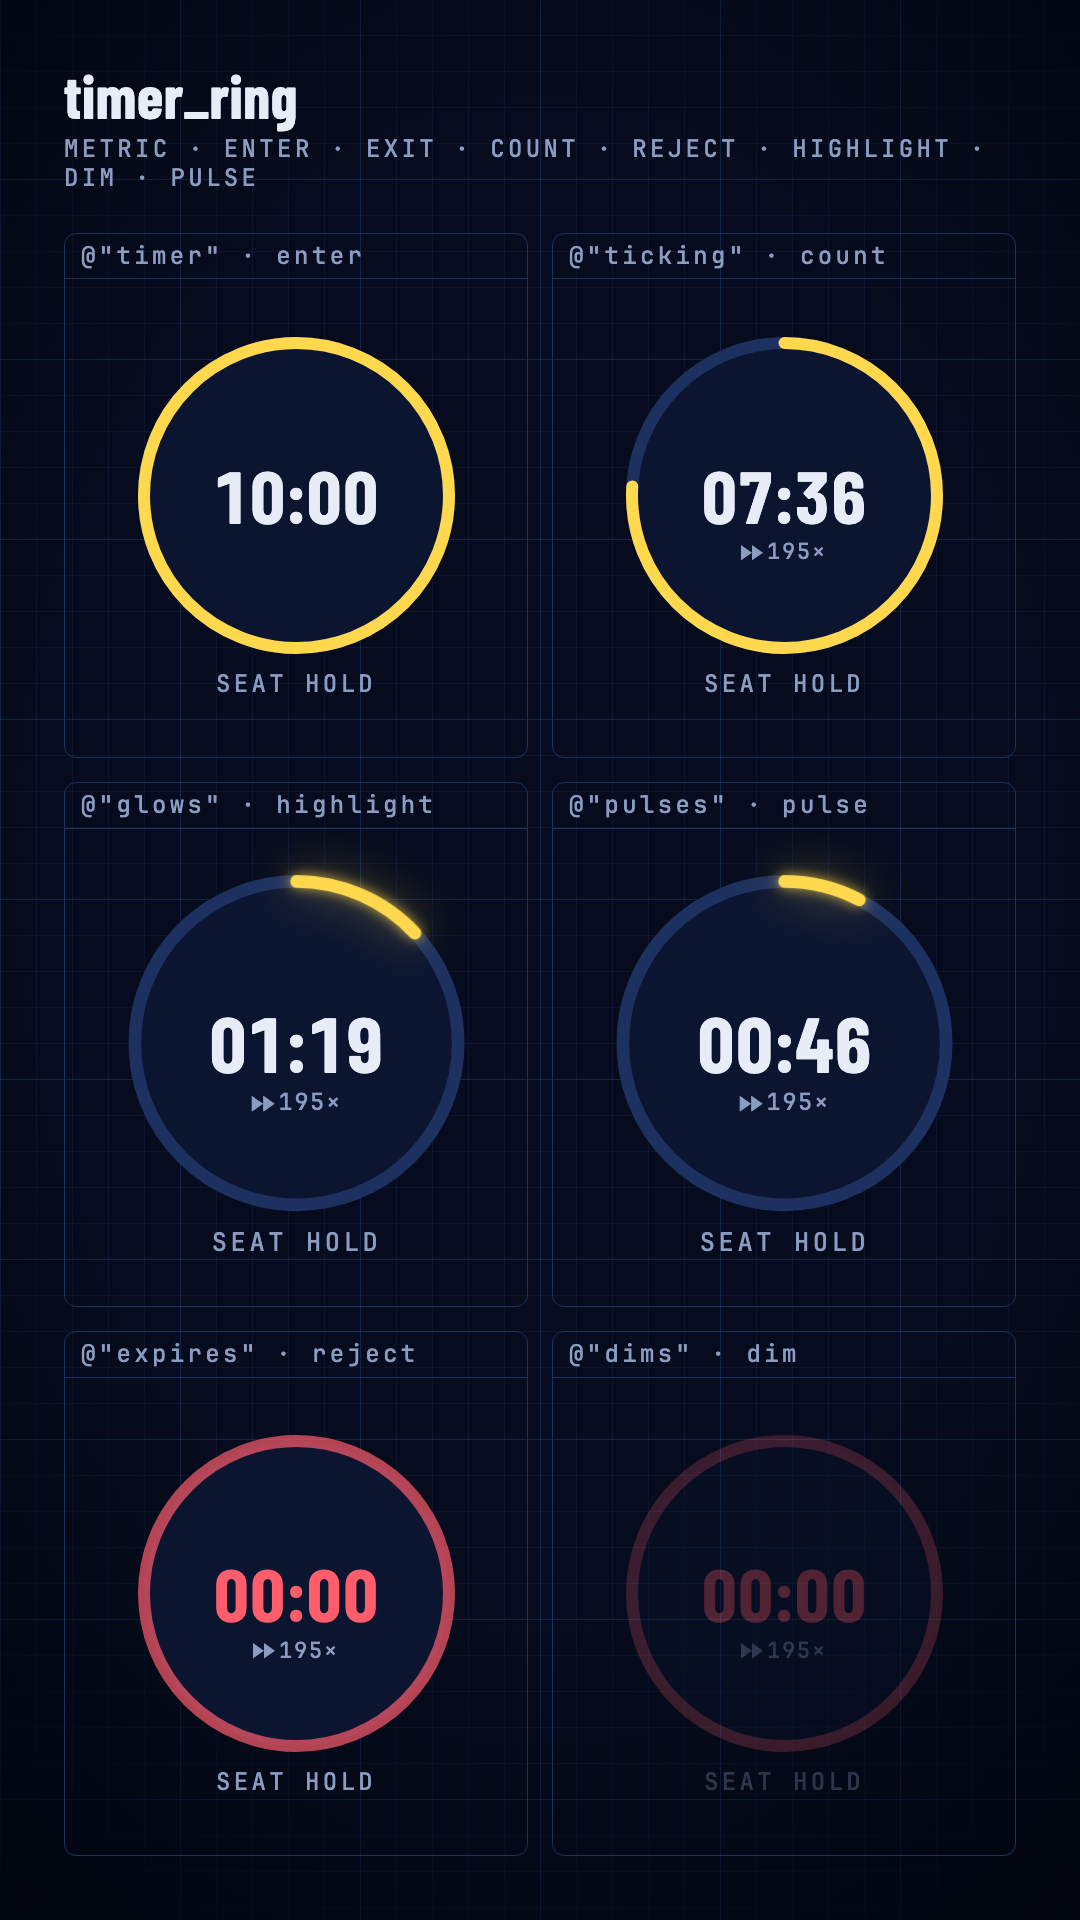 timer_ring
METRIC · ENTER · EXIT · COUNT · REJECT · HIGHLIGHT ·
DIM · PULSE
@"timer" · enter
10:00
SEAT HOLD
@"ticking" · count
07:36
195×
SEAT HOLD
@"glows" · highlight
01:19
195×
SEAT HOLD
@"pulses" · pulse
00:46
195×
SEAT HOLD
@"expires" · reject
00:00
195×
SEAT HOLD
@"dims" · dim
00:00
195×
SEAT HOLD